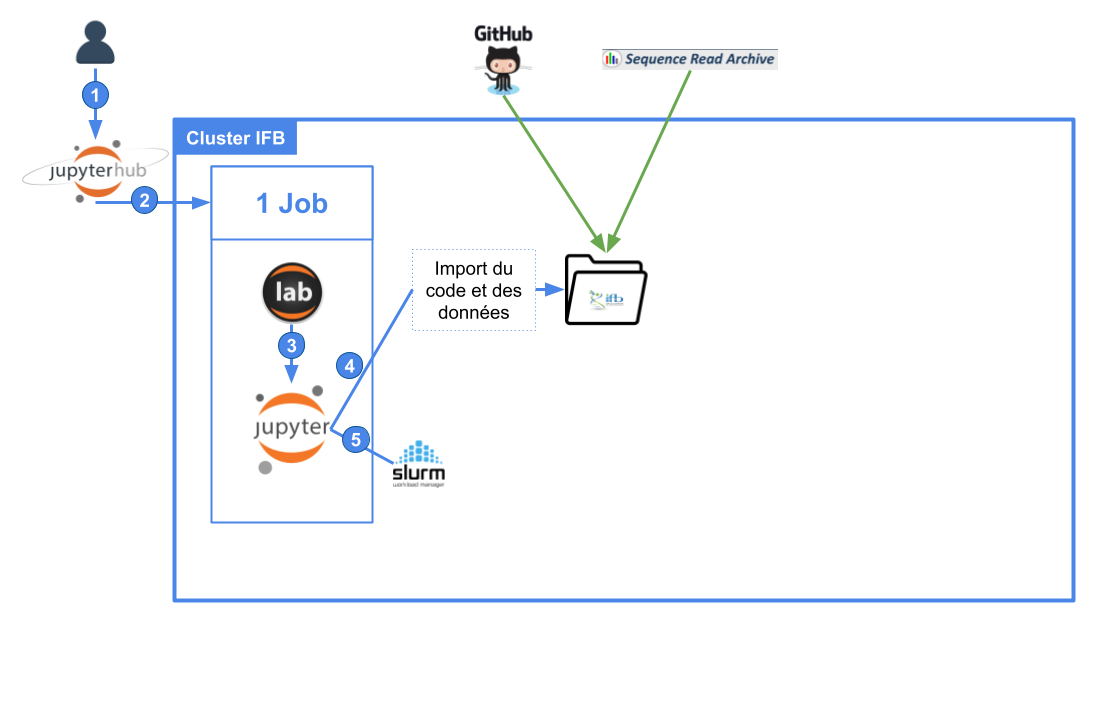 GitHub
Sequence Read Archive
1
Cluster IFB
jupyterhub
2
1 Job
lab
Import du
code et des
données
ifb
3
4
jupyter
5
slurm
workload manager